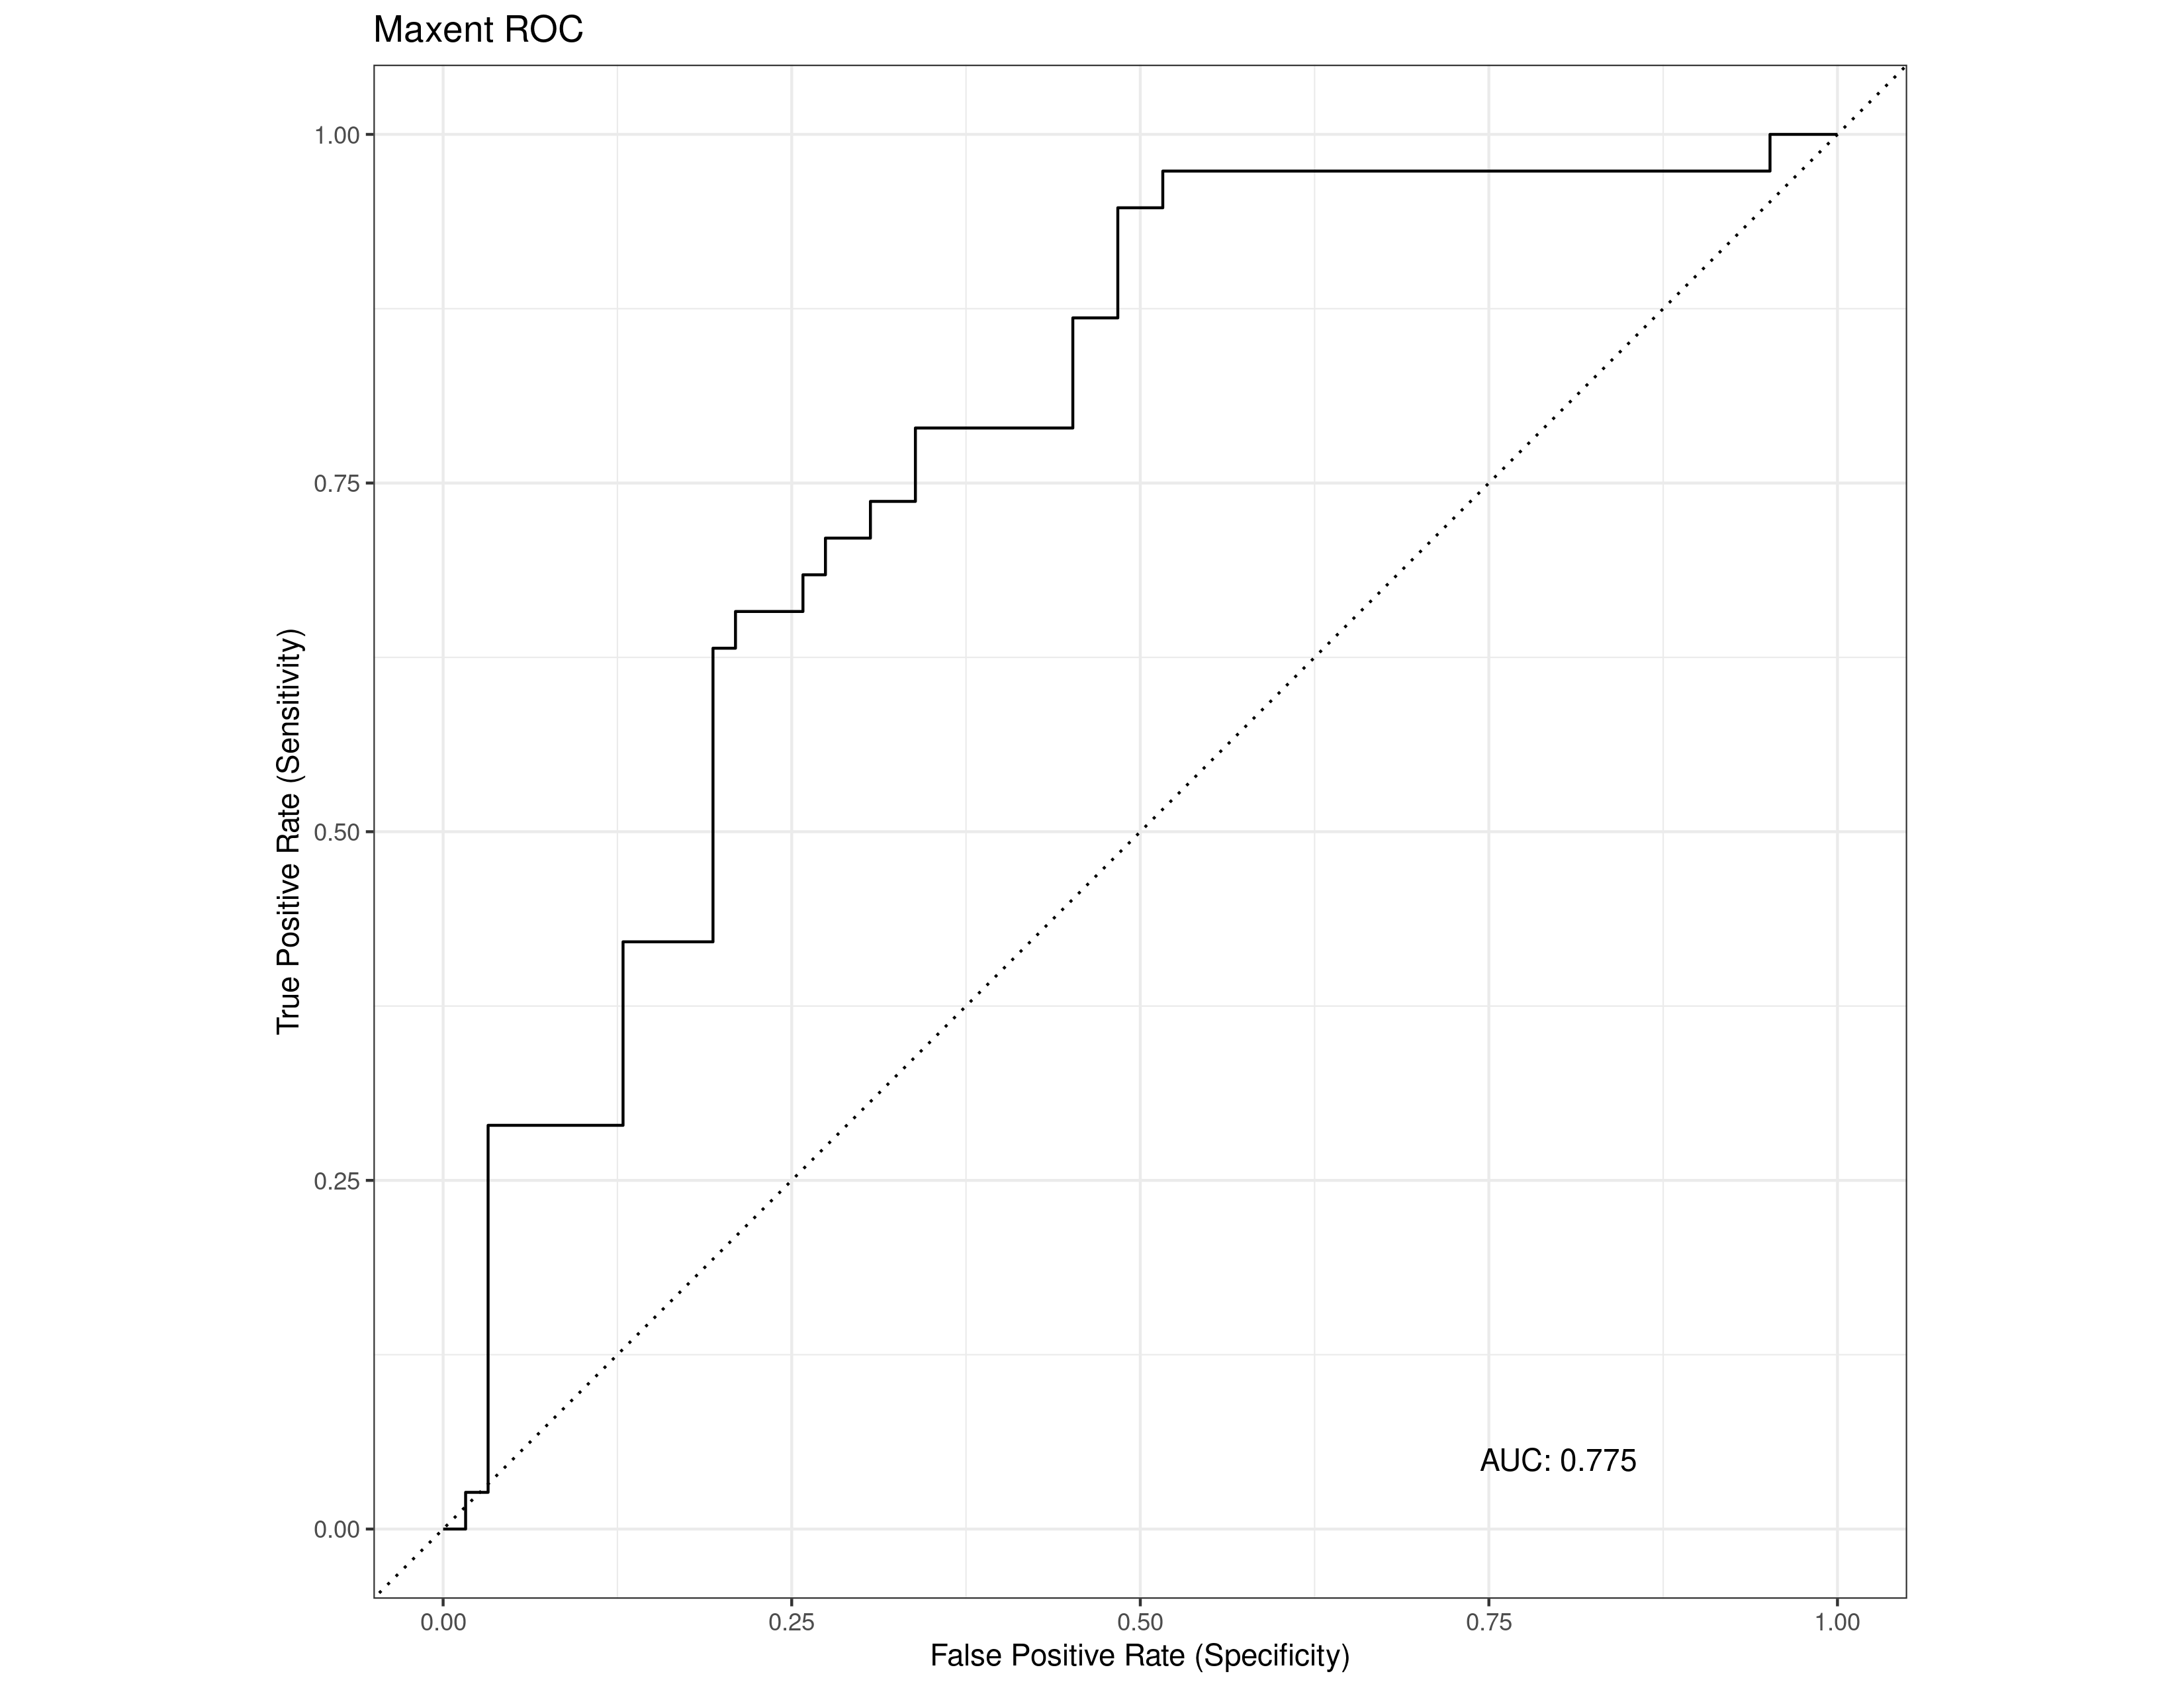 Maxent ROC
True Positive Rate (Sensitivity)
1.00
0.75
0.50
0.25
0.00
AUC: 0.775
0.00 0.25 0.50 0.75 1.00
False Positive Rate (Specificity)